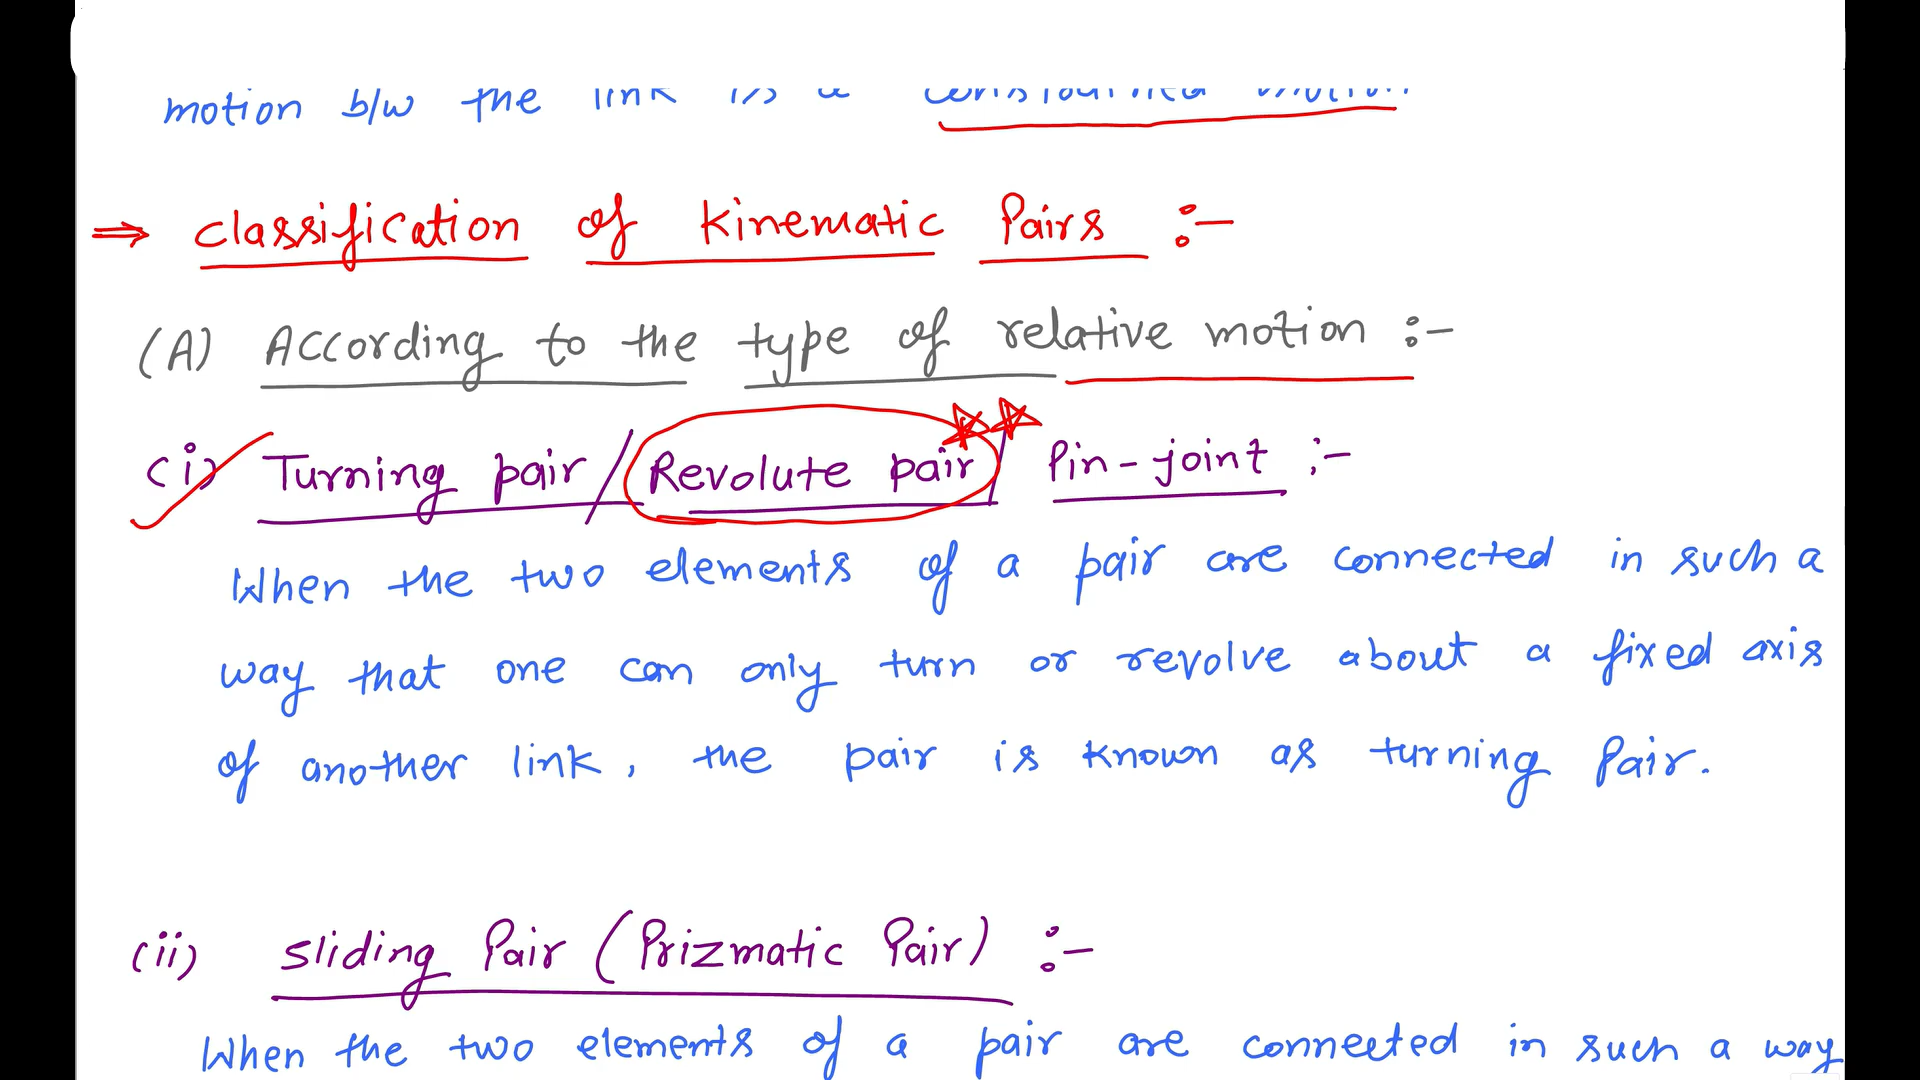 motion b/w the link is a constrained motion
⇒ classification of kinematic Pairs :-
(A) According to the type of relative motion :-
(i) Turning pair / Revolute pair / Pin-joint :-
When the two elements of a pair are connected in such a
way that one can only turn or revolve about a fixed axis
of another link, the pair is known as turning Pair.
(ii) sliding Pair (Prizmatic Pair) :-
When the two elements of a pair are connected in such a way